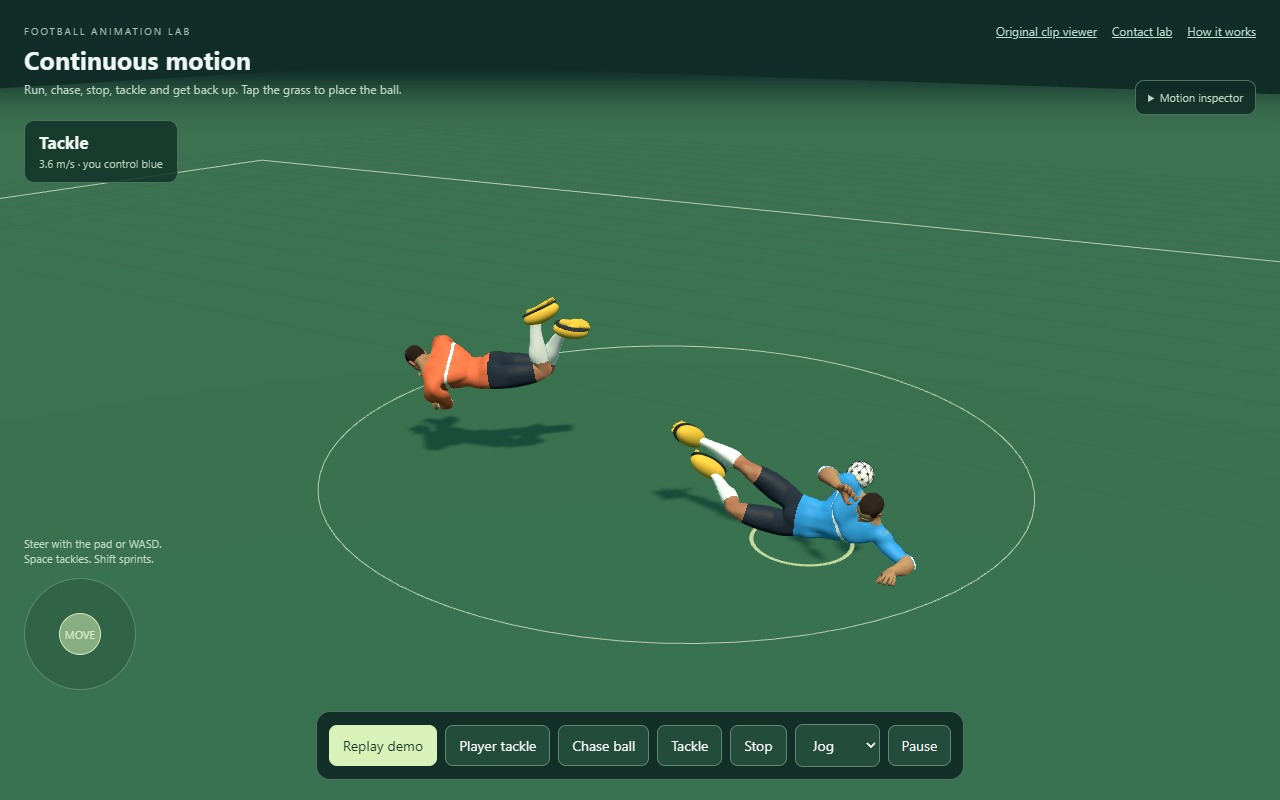 FOOTBALL ANIMATION LAB
Continuous motion
Run, chase, stop, tackle and get back up. Tap the grass to place the ball.
Original clip viewer Contact lab How it works
Motion inspector
Tackle
3.6 m/s · you control blue
Steer with the pad or WASD.
Space tackles. Shift sprints.
MOVE
Replay demo Player tackle Chase ball Tackle Stop Jog Pause